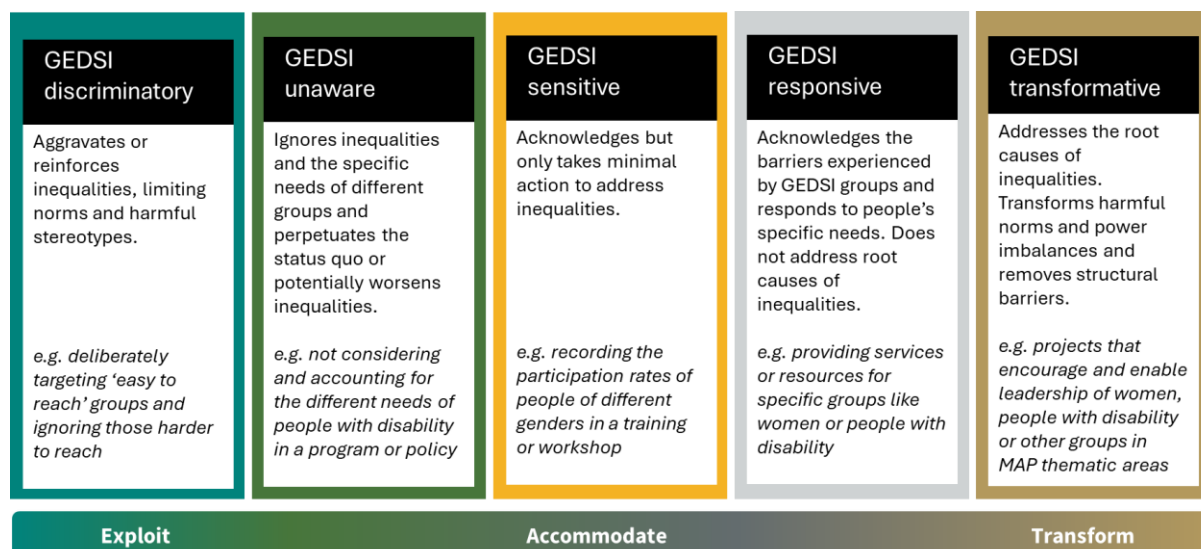 GEDSI
discriminatory
Aggravates or
reinforces
inequalities, limiting
norms and harmful
stereotypes.
e.g. deliberately
targeting ‘easy to
reach’ groups and
ignoring those harder
to reach
GEDSI
unaware
Ignores inequalities
and the specific
needs of different
groups and
perpetuates the
status quo or
potentially worsens
inequalities.
e.g. not considering
and accounting for
the different needs of
people with disability
in a program or policy
GEDSI
sensitive
Acknowledges but
only takes minimal
action to address
inequalities.
e.g. recording the
participation rates of
people of different
genders in a training
or workshop
GEDSI
responsive
Acknowledges the
barriers experienced
by GEDSI groups and
responds to people’s
specific needs. Does
not address root
causes of
inequalities.
e.g. providing services
or resources for
specific groups like
women or people with
disability
GEDSI
transformative
Addresses the root
causes of
inequalities.
Transforms harmful
norms and power
imbalances and
removes structural
barriers.
e.g. projects that
encourage and enable
leadership of women,
people with disability
or other groups in
MAP thematic areas
Exploit
Accommodate
Transform